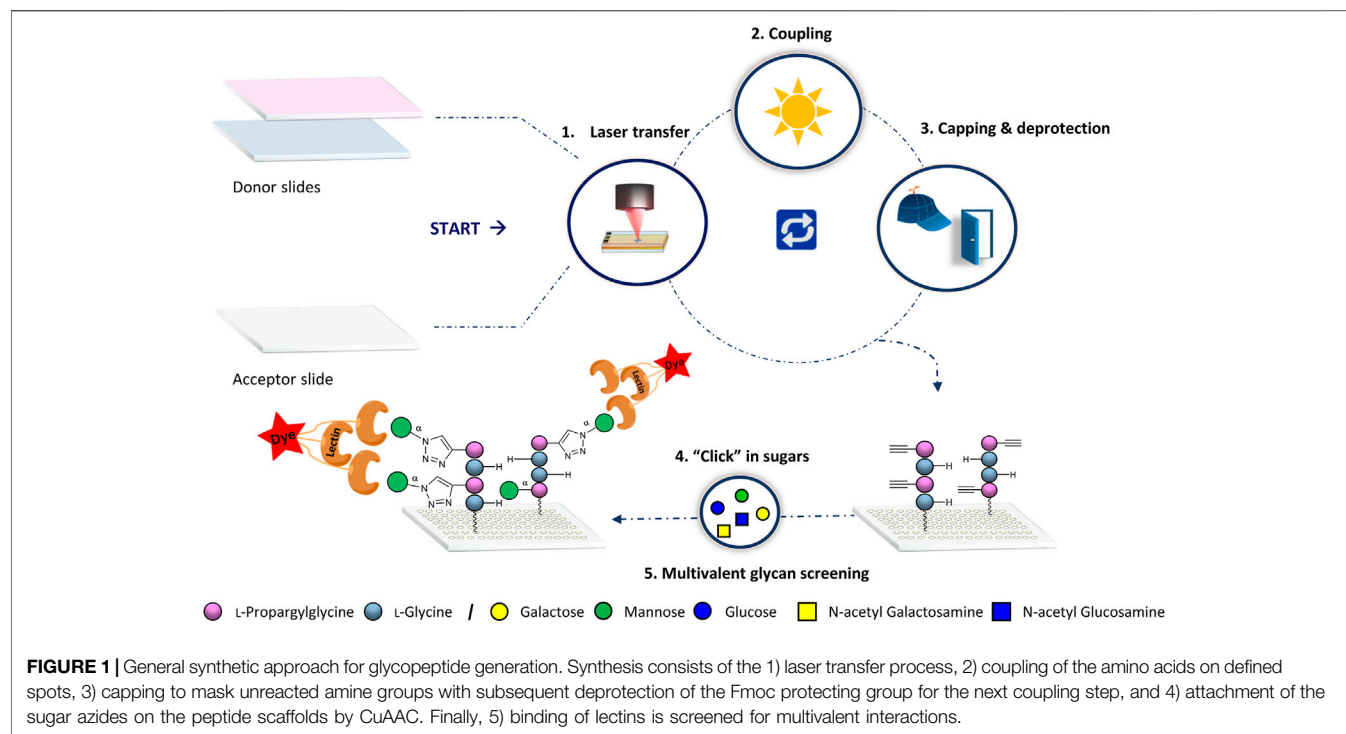 2. Coupling
1. Laser transfer
3. Capping & deprotection
Donor slides
START →
Acceptor slide
Dye
Lectin
α
N
N=N
H
α
N
N=N
H
Dye
Lectin
α
N
N=N
H
H
α
4. "Click" in sugars
H
H
H
H
5. Multivalent glycan screening
L-Propargylglycine L-Glycine / Galactose Mannose Glucose N-acetyl Galactosamine N-acetyl Glucosamine
FIGURE 1 | General synthetic approach for glycopeptide generation. Synthesis consists of the 1) laser transfer process, 2) coupling of the amino acids on defined
spots, 3) capping to mask unreacted amine groups with subsequent deprotection of the Fmoc protecting group for the next coupling step, and 4) attachment of the
sugar azides on the peptide scaffolds by CuAAC. Finally, 5) binding of lectins is screened for multivalent interactions.